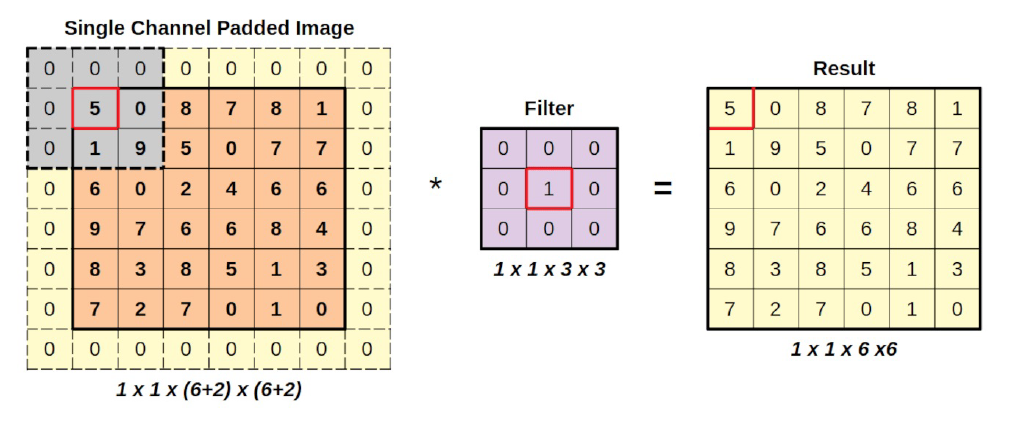 Single Channel Padded Image
0 0 0 0 0 0 0 0
0 5 0 8 7 8 1 0
0 1 9 5 0 7 7 0
0 6 0 2 4 6 6 0
0 9 7 6 6 8 4 0
0 8 3 8 5 1 3 0
0 7 2 7 0 1 0 0
0 0 0 0 0 0 0 0
1 x 1 x (6+2) x (6+2)
*
Filter
0 0 0
0 1 0
0 0 0
1 x 1 x 3 x 3
=
Result
5 0 8 7 8 1
1 9 5 0 7 7
6 0 2 4 6 6
9 7 6 6 8 4
8 3 8 5 1 3
7 2 7 0 1 0
1 x 1 x 6 x6